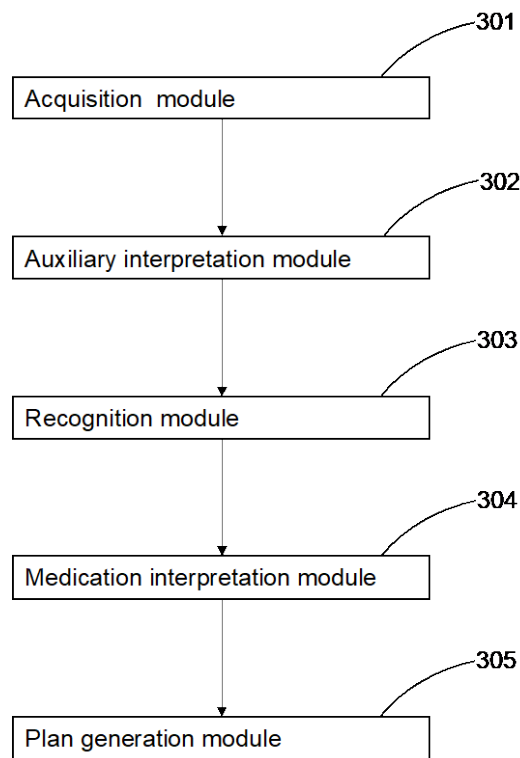 301
Acquisition module
302
Auxiliary interpretation module
303
Recognition module
304
Medication interpretation module
305
Plan generation module